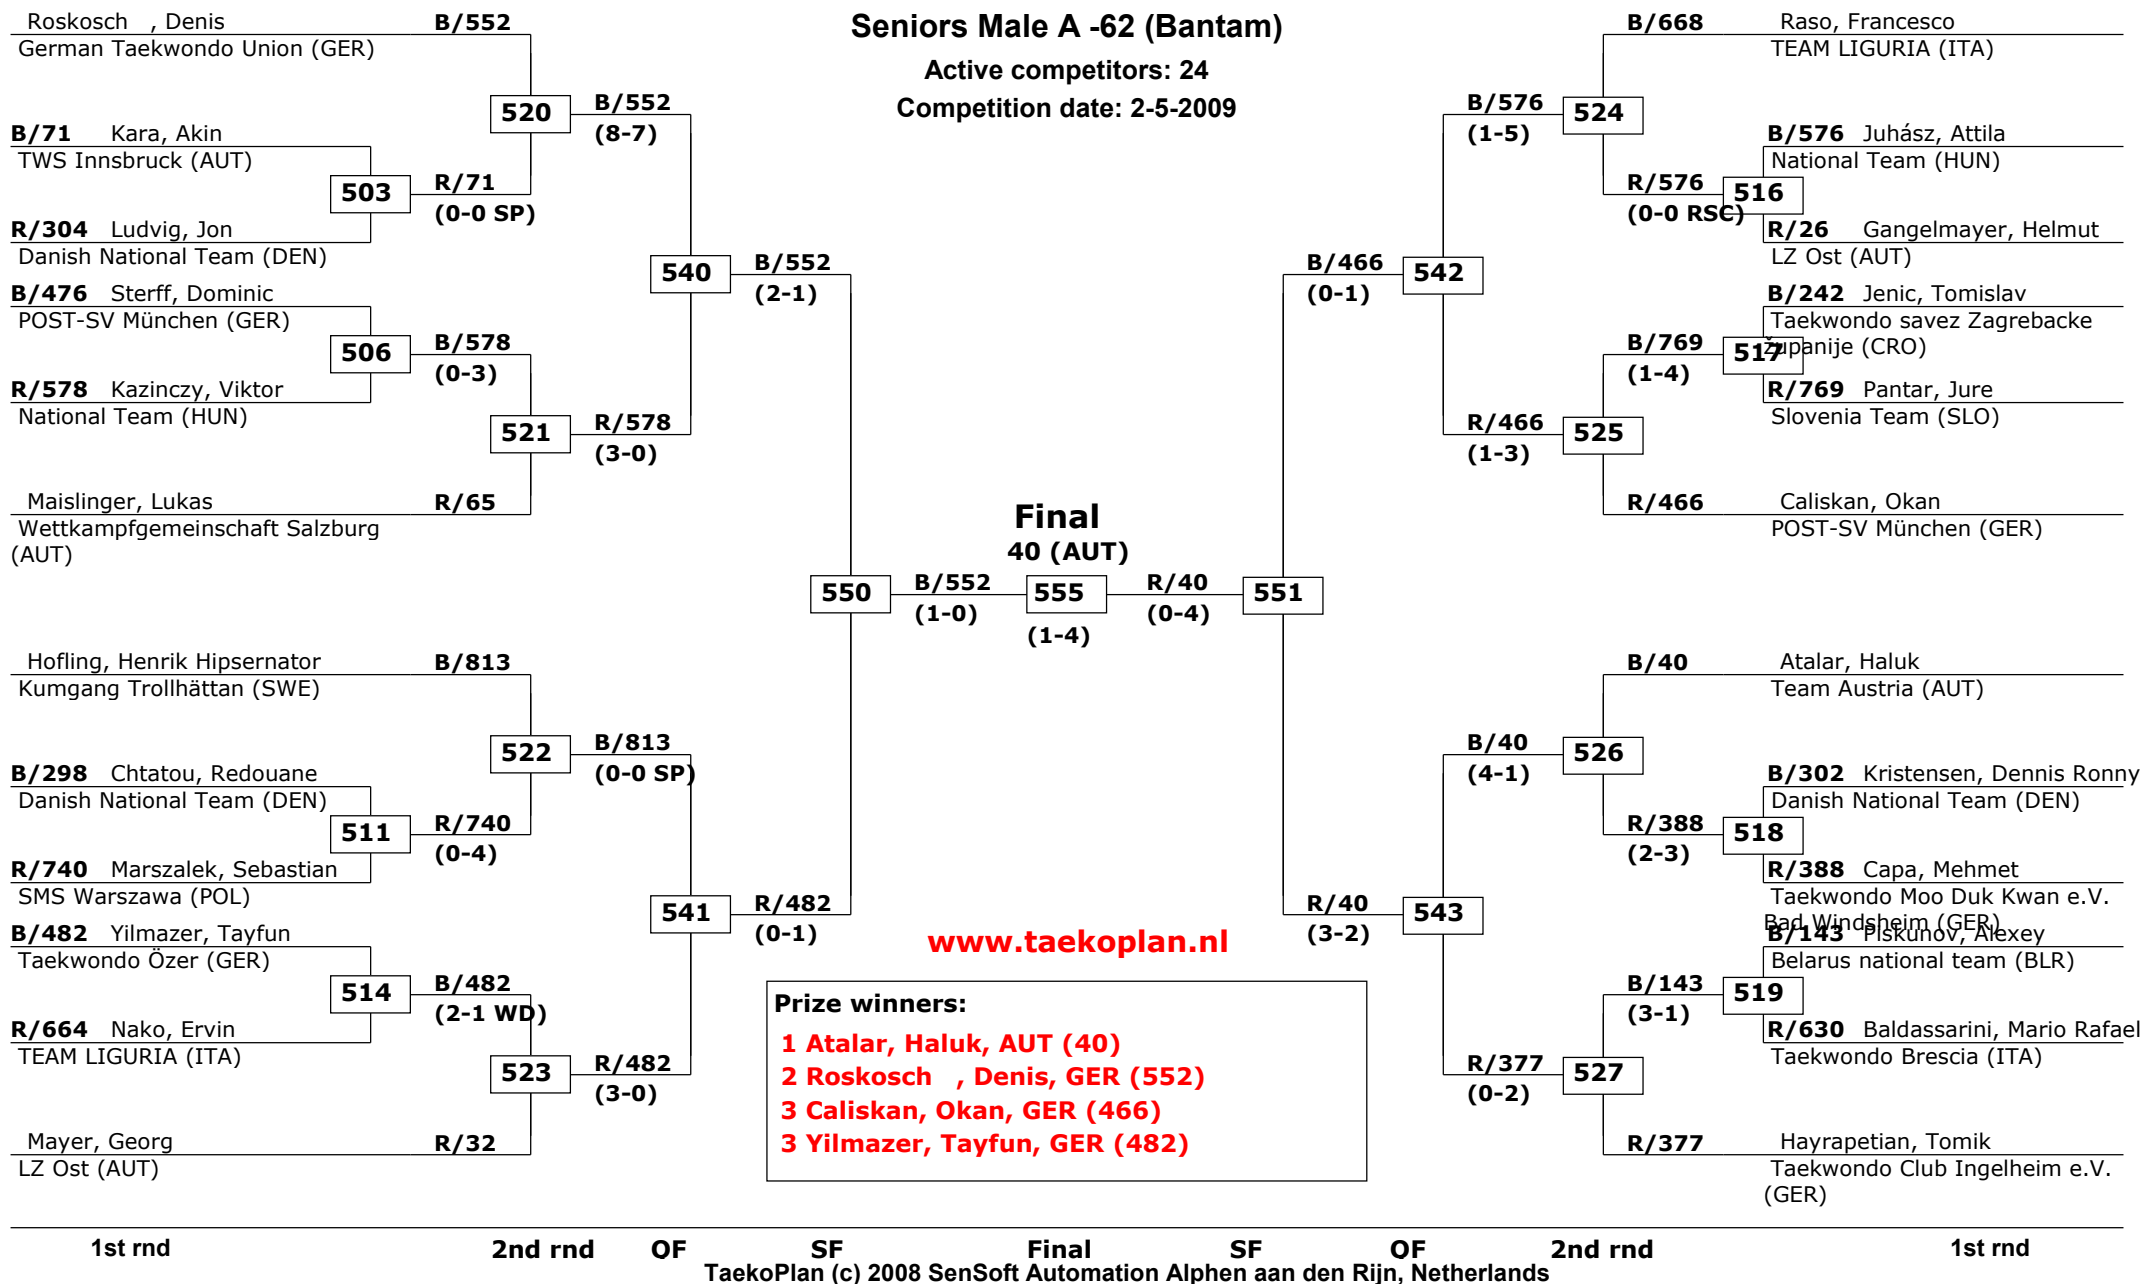 Seniors Male A -62 (Bantam)
Active competitors: 24
Competition date: 2-5-2009
Roskosch   , Denis
B/552
German Taekwondo Union (GER)
520
B/552
(8-7)
B/71 Kara, Akin
TWS Innsbruck (AUT)
503
R/71
(0-0 SP)
R/304 Ludvig, Jon
Danish National Team (DEN)
540
B/552
(2-1)
B/476 Sterff, Dominic
POST-SV München (GER)
506
B/578
(0-3)
R/578 Kazinczy, Viktor
National Team (HUN)
521
R/578
(3-0)
Maislinger, Lukas
R/65
Wettkampfgemeinschaft Salzburg
(AUT)
550
B/552
(1-0)
Hofling, Henrik Hipsernator
B/813
Kumgang Trollhättan (SWE)
522
B/813
(0-0 SP)
B/298 Chtatou, Redouane
Danish National Team (DEN)
511
R/740
(0-4)
R/740 Marszalek, Sebastian
SMS Warszawa (POL)
541
R/482
(0-1)
B/482 Yilmazer, Tayfun
Taekwondo Özer (GER)
514
B/482
(2-1 WD)
R/664 Nako, Ervin
TEAM LIGURIA (ITA)
523
R/482
(3-0)
Mayer, Georg
R/32
LZ Ost (AUT)
Final
40 (AUT)
555
(1-4)
B/668 Raso, Francesco
TEAM LIGURIA (ITA)
B/576
(1-5)
524
B/576 Juhász, Attila
National Team (HUN)
R/576
(0-0 RSC)
516
R/26 Gangelmayer, Helmut
LZ Ost (AUT)
B/466
(0-1)
542
B/242 Jenic, Tomislav
Taekwondo savez Zagrebacke
županije (CRO)
B/769
(1-4)
517
R/769 Pantar, Jure
Slovenia Team (SLO)
R/466
(1-3)
525
R/466 Caliskan, Okan
POST-SV München (GER)
R/40
(0-4)
551
B/40 Atalar, Haluk
Team Austria (AUT)
B/40
(4-1)
526
B/302 Kristensen, Dennis Ronny
Danish National Team (DEN)
R/388
(2-3)
518
R/388 Capa, Mehmet
Taekwondo Moo Duk Kwan e.V.
Bad Windsheim (GER)
R/40
(3-2)
543
B/143 Piskunov, Alexey
Belarus national team (BLR)
B/143
(3-1)
519
R/630 Baldassarini, Mario Rafael
Taekwondo Brescia (ITA)
R/377
(0-2)
527
R/377 Hayrapetian, Tomik
Taekwondo Club Ingelheim e.V.
(GER)
www.taekoplan.nl
Prize winners:
1 Atalar, Haluk, AUT (40)
2 Roskosch   , Denis, GER (552)
3 Caliskan, Okan, GER (466)
3 Yilmazer, Tayfun, GER (482)
1st rnd 2nd rnd QF SF Final SF QF 2nd rnd 1st rnd
TaekoPlan (c) 2008 SenSoft Automation Alphen aan den Rijn, Netherlands